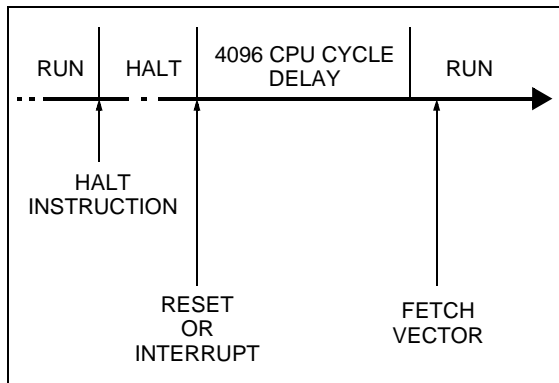 RUN
HALT
4096 CPU CYCLE
DELAY
RUN
HALT
INSTRUCTION
RESET
OR
INTERRUPT
FETCH
VECTOR